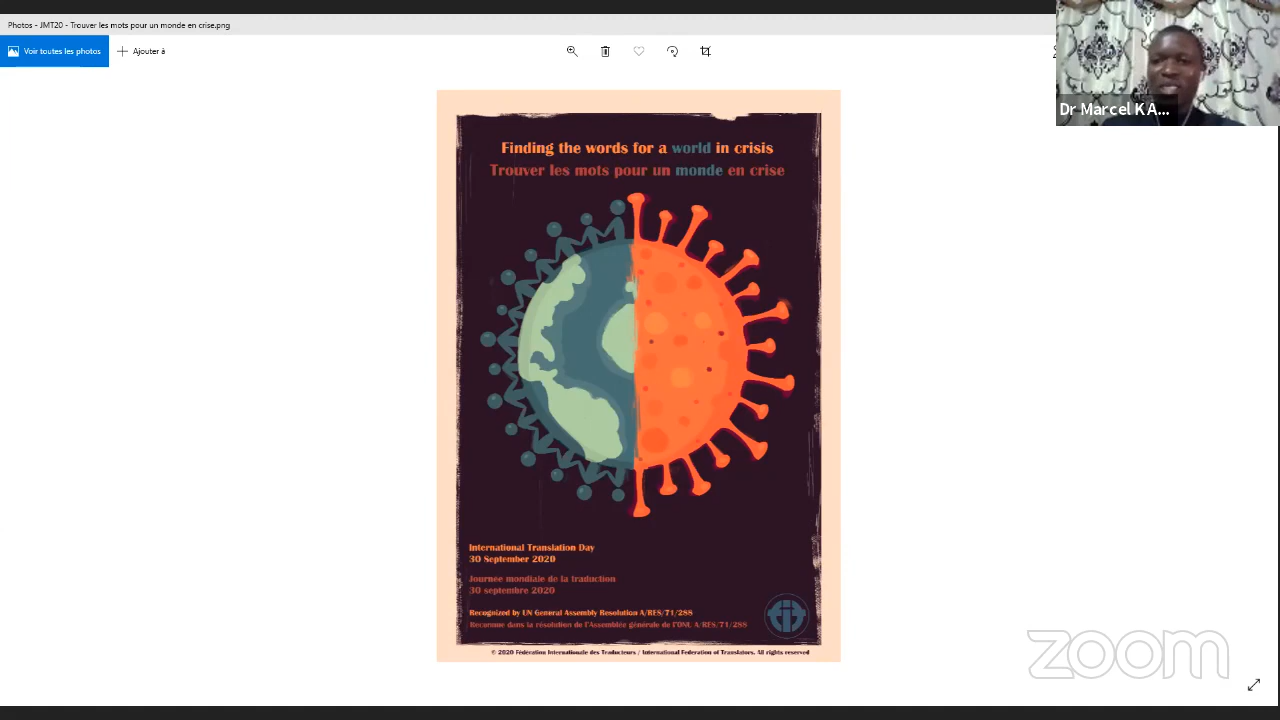 Photos - JMT20 - Trouver les mots pour un monde en crise.png
Voir toutes les photos
Ajouter à
Dr Marcel K A...
Finding the words for a world in crisis
Trouver les mots pour un monde en crise
International Translation Day
30 September 2020
Journée mondiale de la traduction
30 septembre 2020
Recognized by UN General Assembly Resolution A/RES/71/288
Reconnue dans la résolution de l'Assemblée générale de l'ONU A/RES/71/288
© 2020 Fédération Internationale des Traducteurs / International Federation of Translators. All rights reserved
zoom